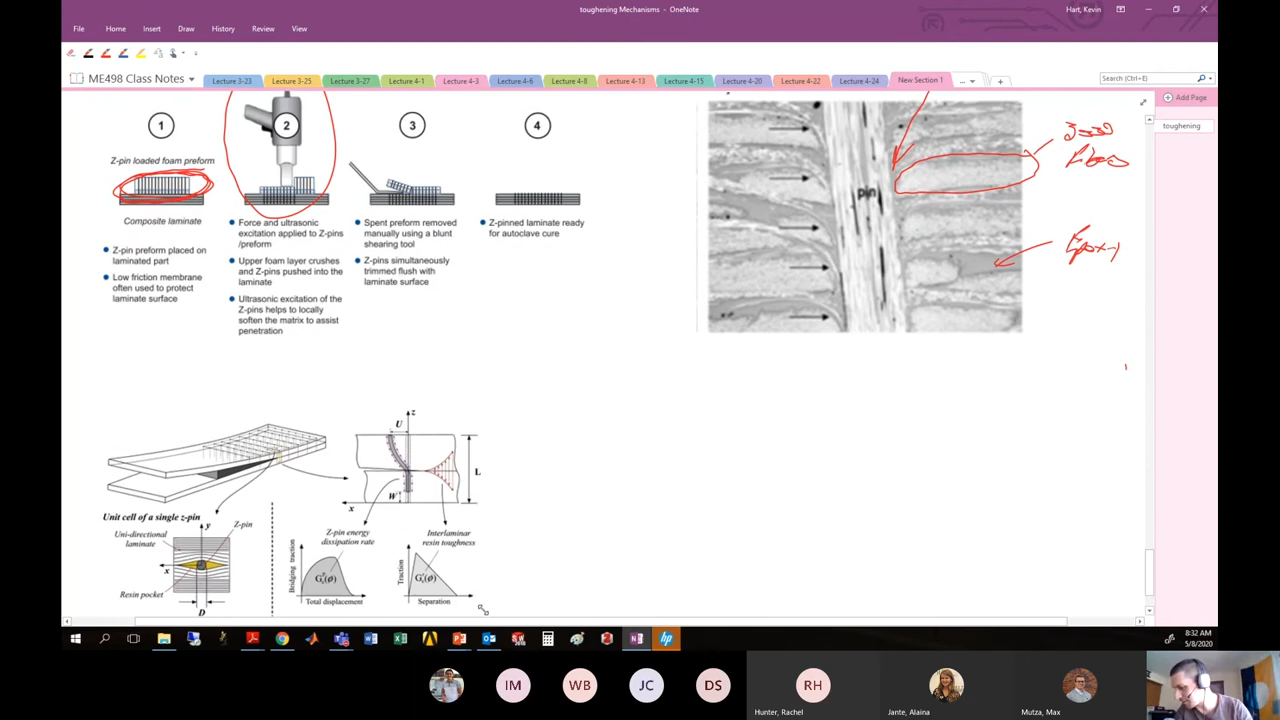 toughening Mechanisms - OneNote
Hart, Kevin
File
Home
Insert
Draw
History
Review
View
ME498 Class Notes
Lecture 3-23
Lecture 3-25
Lecture 3-27
Lecture 4-1
Lecture 4-3
Lecture 4-6
Lecture 4-8
Lecture 4-13
Lecture 4-15
Lecture 4-20
Lecture 4-22
Lecture 4-24
New Section 1
...
Search (Ctrl+E)
Add Page
toughening
1
2
3
4
Z-pin loaded foam preform
Composite laminate
Z-pin preform placed on
laminated part
Low friction membrane
often used to protect
laminate surface
Force and ultrasonic
excitation applied to Z-pins
/preform
Upper foam layer crushes
and Z-pins pushed into the
laminate
Ultrasonic excitation of the
Z-pins helps to locally
soften the matrix to assist
penetration
Spent preform removed
manually using a blunt
shearing tool
Z-pins simultaneously
trimmed flush with
laminate surface
Z-pinned laminate ready
for autoclave cure
pin
Epoxy
Unit cell of a single z-pin
Uni-directional
laminate
Z-pin
y
x
Resin pocket
D
z
U
L
W
x
Z-pin energy
dissipation rate
Interlaminar
resin toughness
Bridging traction
Total displacement
Traction
Separation
8:32 AM
5/8/2020
IM
WB
JC
DS
RH
Hunter, Rachel
Jante, Alaina
Mutza, Max